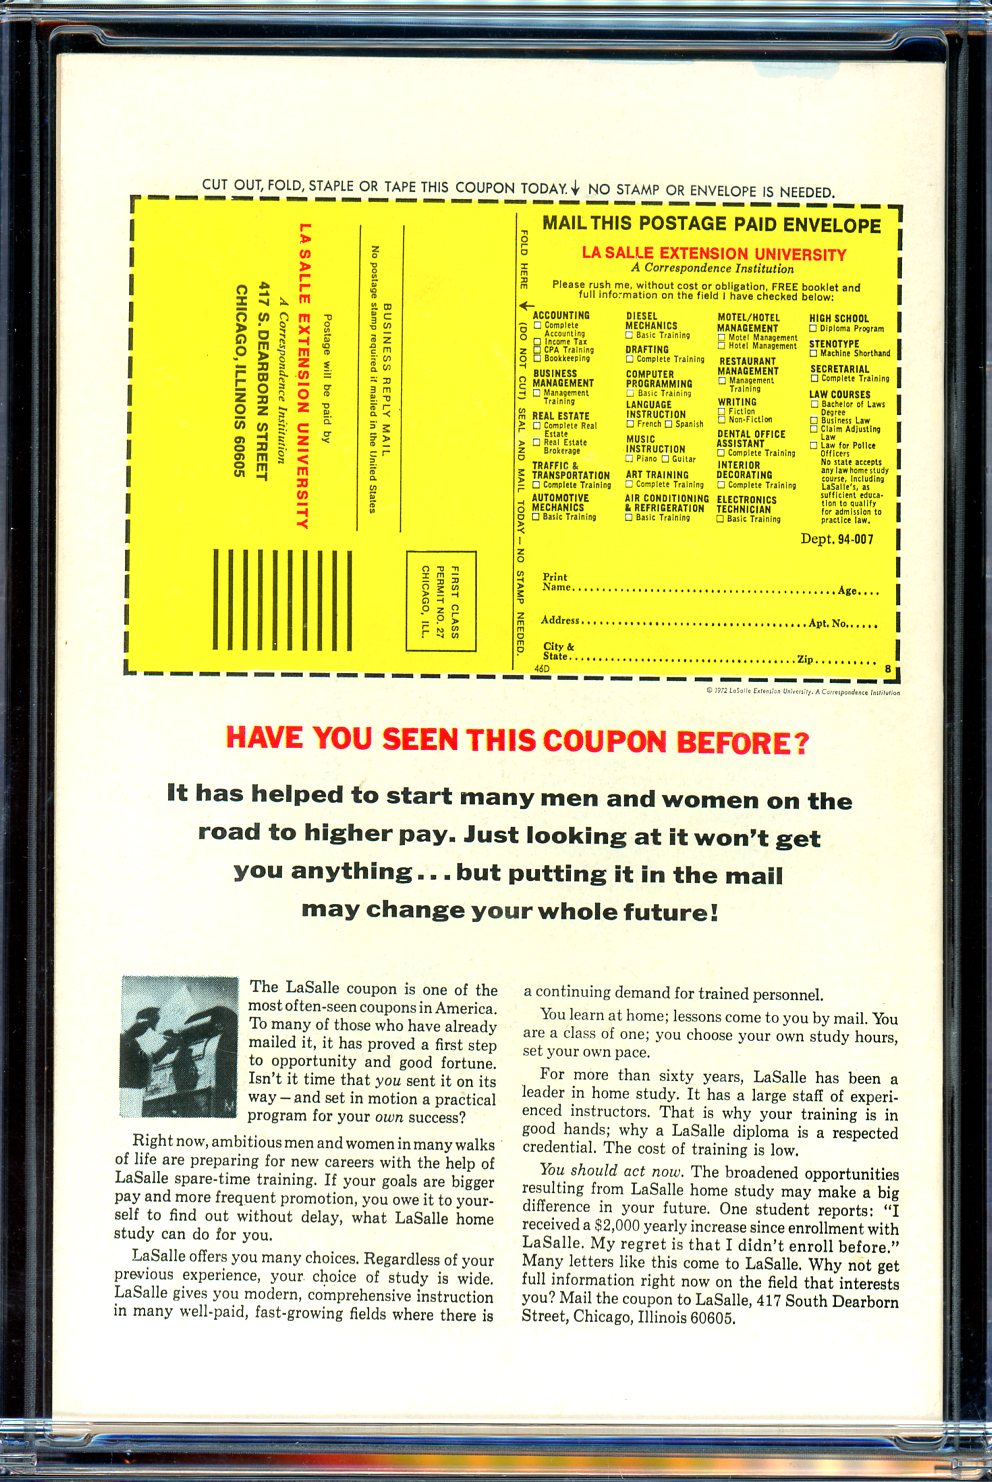 CUT OUT, FOLD, STAPLE OR TAPE THIS COUPON TODAY. ↓ NO STAMP OR ENVELOPE IS NEEDED.
No postage stamp required if mailed in the United States
BUSINESS REPLY MAIL
Postage will be paid by
LA SALLE EXTENSION UNIVERSITY
A Correspondence Institution
417 S. DEARBORN STREET
CHICAGO, ILLINOIS 60605
FIRST CLASS
PERMIT NO. 27
CHICAGO, ILL.
FOLD HERE ↓ (DO NOT CUT) SEAL AND MAIL TODAY — NO STAMP NEEDED.
MAIL THIS POSTAGE PAID ENVELOPE
LA SALLE EXTENSION UNIVERSITY
A Correspondence Institution
Please rush me, without cost or obligation, FREE booklet and
full information on the field I have checked below:
ACCOUNTING
☐ Complete
Accounting
☐ Income Tax
☐ CPA Training
☐ Bookkeeping
BUSINESS
MANAGEMENT
☐ Management
Training
REAL ESTATE
☐ Complete Real
Estate
☐ Real Estate
Brokerage
TRAFFIC &
TRANSPORTATION
☐ Complete Training
AUTOMOTIVE
MECHANICS
☐ Basic Training
DIESEL
MECHANICS
☐ Basic Training
DRAFTING
☐ Complete Training
COMPUTER
PROGRAMMING
☐ Basic Training
LANGUAGE
INSTRUCTION
☐ French ☐ Spanish
MUSIC
INSTRUCTION
☐ Piano ☐ Guitar
ART TRAINING
☐ Complete Training
AIR CONDITIONING
& REFRIGERATION
☐ Basic Training
MOTEL/HOTEL
MANAGEMENT
☐ Motel Management
☐ Hotel Management
RESTAURANT
MANAGEMENT
☐ Management
Training
WRITING
☐ Fiction
☐ Non-Fiction
DENTAL OFFICE
ASSISTANT
☐ Complete Training
INTERIOR
DECORATING
☐ Complete Training
ELECTRONICS
TECHNICIAN
☐ Basic Training
HIGH SCHOOL
☐ Diploma Program
STENOTYPE
☐ Machine Shorthand
SECRETARIAL
☐ Complete Training
LAW COURSES
☐ Bachelor of Laws
Degree
☐ Business Law
☐ Claim Adjusting
Law
☐ Law for Police
Officers
No state accepts
any law home study
course, including
LaSalle's, as
sufficient educa-
tion to qualify
for admission to
practice law.
Dept. 94-007
Print
Name.................................................Age....
Address......................................Apt. No......
City &
State......................................Zip..........
46D
8
© 1972 LaSalle Extension University, A Correspondence Institution
HAVE YOU SEEN THIS COUPON BEFORE?
It has helped to start many men and women on the
road to higher pay. Just looking at it won't get
you anything...but putting it in the mail
may change your whole future!
The LaSalle coupon is one of the
most often-seen coupons in America.
To many of those who have already
mailed it, it has proved a first step
to opportunity and good fortune.
Isn't it time that you sent it on its
way—and set in motion a practical
program for your own success?
Right now, ambitious men and women in many walks
of life are preparing for new careers with the help of
LaSalle spare-time training. If your goals are bigger
pay and more frequent promotion, you owe it to your-
self to find out without delay, what LaSalle home
study can do for you.
LaSalle offers you many choices. Regardless of your
previous experience, your choice of study is wide.
LaSalle gives you modern, comprehensive instruction
in many well-paid, fast-growing fields where there is
a continuing demand for trained personnel.
You learn at home; lessons come to you by mail. You
are a class of one; you choose your own study hours,
set your own pace.
For more than sixty years, LaSalle has been a
leader in home study. It has a large staff of experi-
enced instructors. That is why your training is in
good hands; why a LaSalle diploma is a respected
credential. The cost of training is low.
You should act now. The broadened opportunities
resulting from LaSalle home study may make a big
difference in your future. One student reports: "I
received a $2,000 yearly increase since enrollment with
LaSalle. My regret is that I didn't enroll before."
Many letters like this come to LaSalle. Why not get
full information right now on the field that interests
you? Mail the coupon to LaSalle, 417 South Dearborn
Street, Chicago, Illinois 60605.